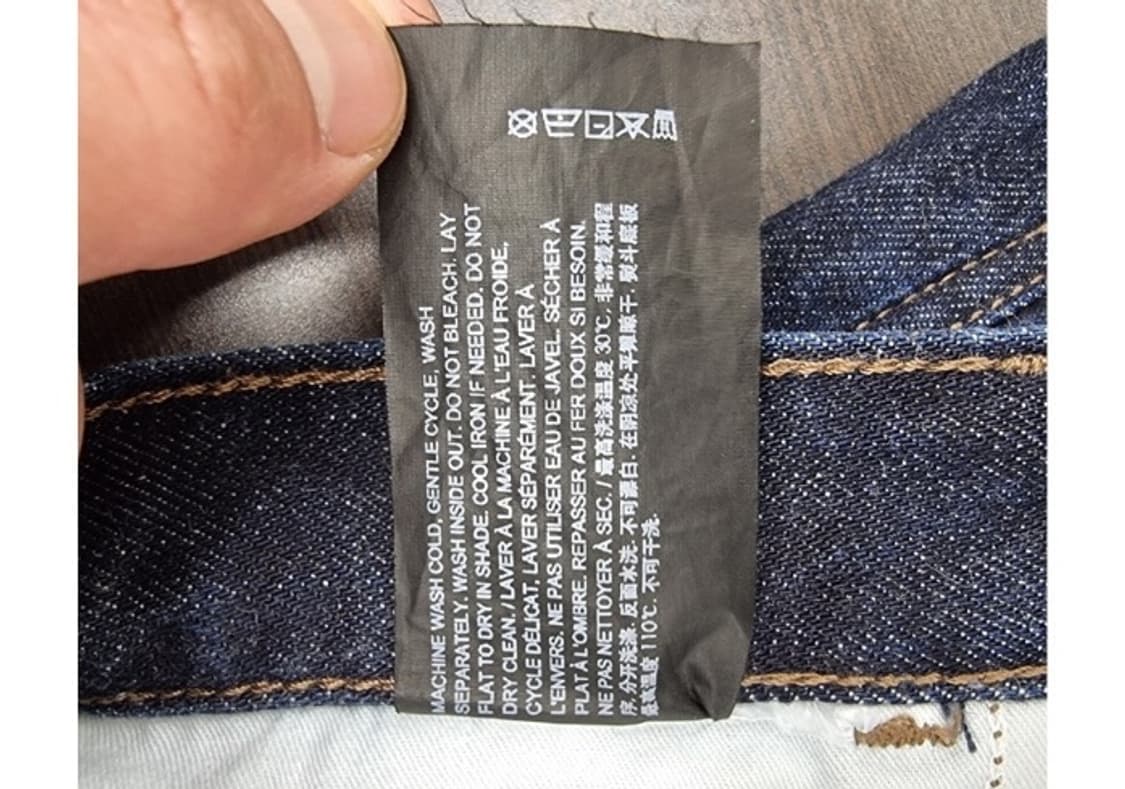 MACHINE WASH COLD, GENTLE CYCLE, WASH
SEPARATELY. WASH INSIDE OUT. DO NOT BLEACH. LAY
FLAT TO DRY IN SHADE. COOL IRON IF NEEDED. DO NOT
DRY CLEAN. / LAVER À LA MACHINE À L'EAU FROIDE,
CYCLE DÉLICAT, LAVER SÉPARÉMENT. LAVER À
L'ENVERS. NE PAS UTILISER EAU DE JAVEL. SÉCHER À
PLAT À L'OMBRE. REPASSER AU FER DOUX SI BESOIN.
NE PAS NETTOYER À SEC. / 最高洗涤温度 30℃, 非常缓和程
序, 分开洗涤. 反面水洗. 不可漂白. 在阴凉处平摊晾干. 熨斗底板
最高温度 110℃. 不可干洗.